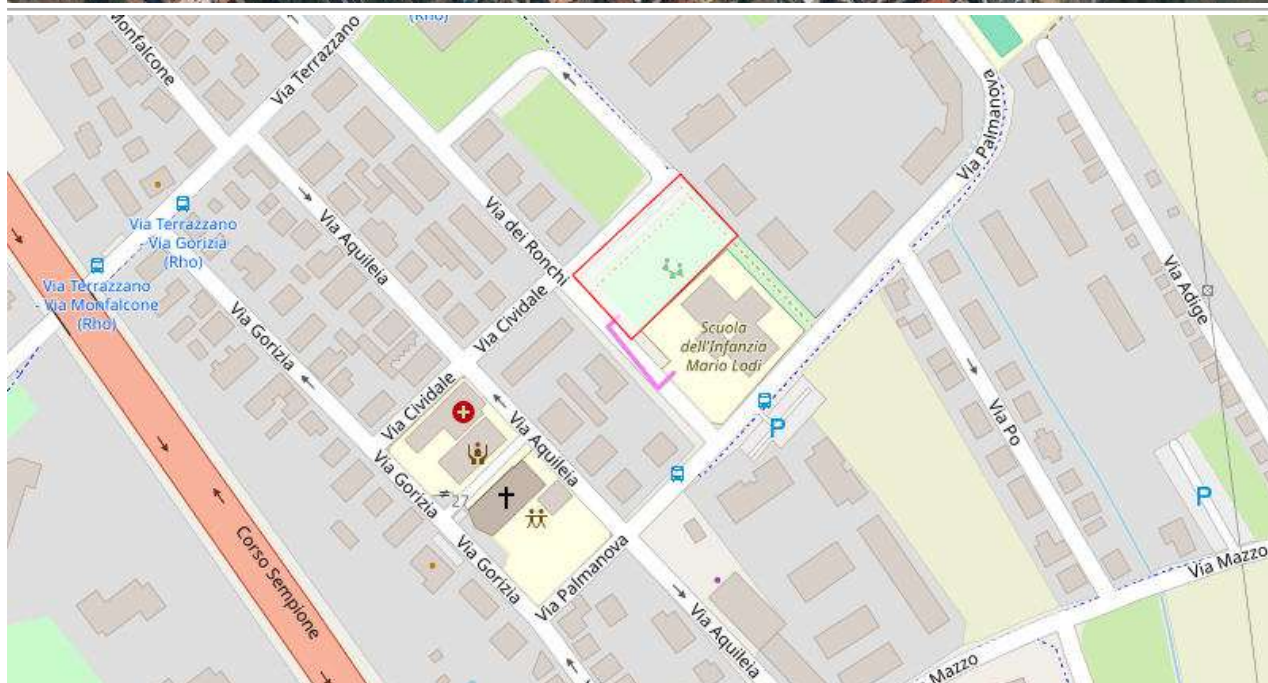 (Rho)
Monfalcone
Via Terrazzano
Via Palmanova
Via Palmanova
Via Terrazzano
- Via Gorizia
(Rho)
Via Aquileia
Via dei Ronchi
Via Adige
Via Terrazzano
- Via Monfalcone
(Rho)
Via Gorizia
Via Cividale
Scuola
dell'Infanzia
Mario Lodi
Via Cividale
Via Aquileia
P
Via Po
Via Gorizia
27
P
Corso Sempione
Via Gorizia
Via Palmanova
Via Mazzo
Via Aquileia
Mazzo